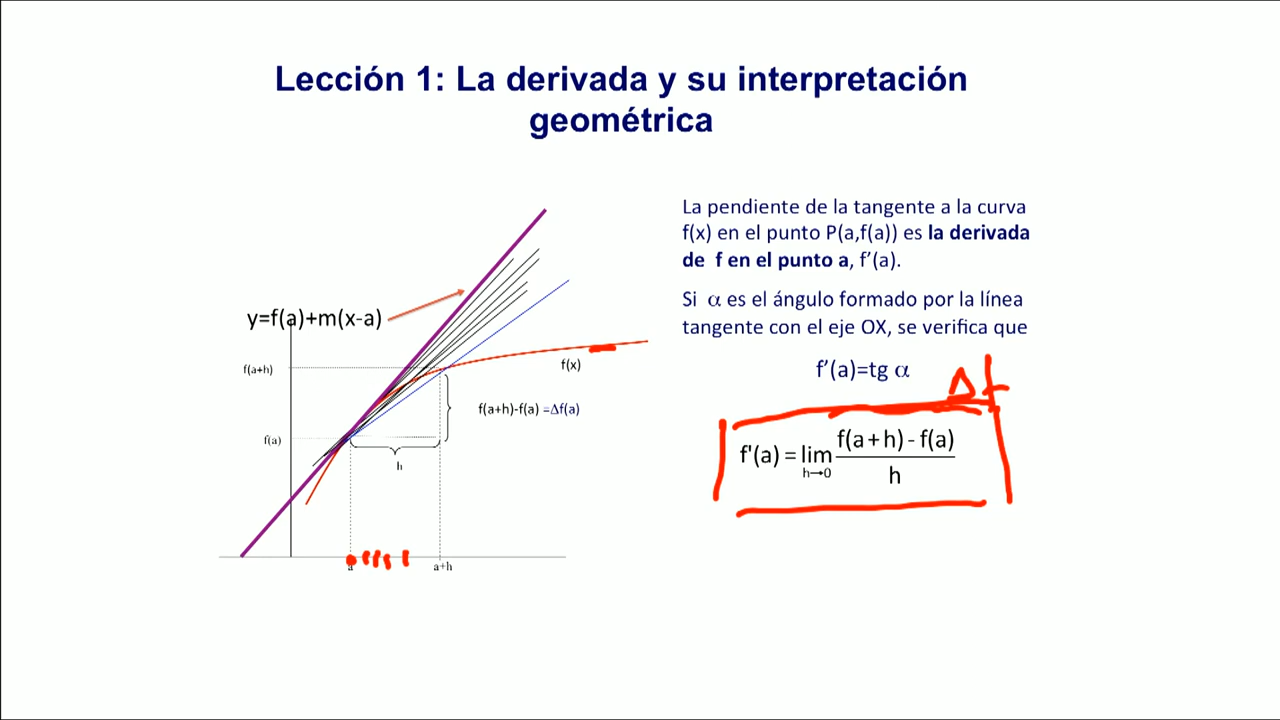 Lección 1: La derivada y su interpretación
geométrica
La pendiente de la tangente a la curva
f(x) en el punto P(a,f(a)) es la derivada
de f en el punto a, f’(a).
Si α es el ángulo formado por la línea
tangente con el eje OX, se verifica que
f’(a)=tg α
Δf
f'(a) = lim f(a+h) - f(a)
h→0 h
y=f(a)+m(x-a)
f(a+h)
f(x)
f(a+h)-f(a) =Δf(a)
f(a)
h
a a+h